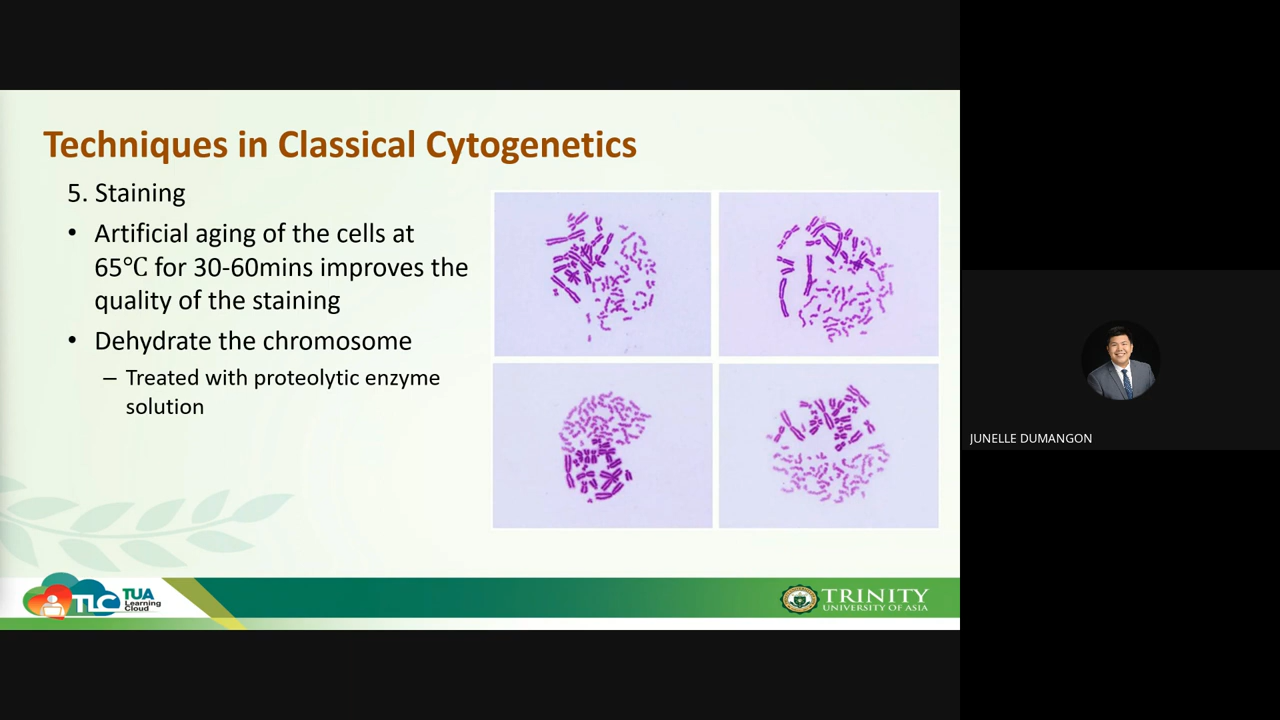 Techniques in Classical Cytogenetics
5. Staining
• Artificial aging of the cells at
65℃ for 30-60mins improves the
quality of the staining
• Dehydrate the chromosome
– Treated with proteolytic enzyme
solution
TLC
TUA
Learning
Cloud
TRINITY
UNIVERSITY OF ASIA
JUNELLE DUMANGON